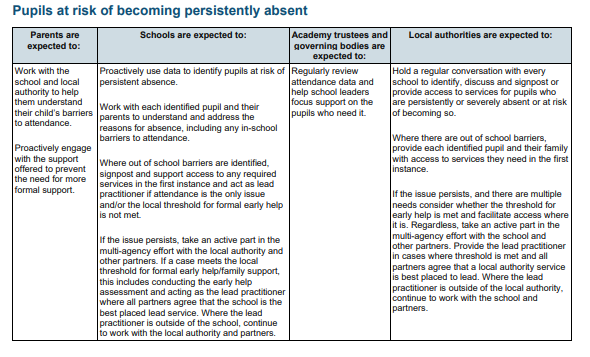 Pupils at risk of becoming persistently absent
Parents are
expected to:
Schools are expected to:
Academy trustees and
governing bodies are
expected to:
Local authorities are expected to:
Work with the
school and local
authority to help
them understand
their child's barriers
to attendance.
Proactively engage
with the support
offered to prevent
the need for more
formal support.
Proactively use data to identify pupils at risk of
persistent absence.
Work with each identified pupil and their
parents to understand and address the
reasons for absence, including any in-school
barriers to attendance.
Where out of school barriers are identified,
signpost and support access to any required
services in the first instance and act as lead
practitioner if attendance is the only issue
and/or the local threshold for formal early help
is not met.
If the issue persists, take an active part in the
multi-agency effort with the local authority and
other partners. If a case meets the local
threshold for formal early help/family support,
this includes conducting the early help
assessment and acting as the lead practitioner
where all partners agree that the school is the
best placed lead service. Where the lead
practitioner is outside of the school, continue
to work with the local authority and partners.
Regularly review
attendance data and
help school leaders
focus support on the
pupils who need it.
Hold a regular conversation with every
school to identify, discuss and signpost or
provide access to services for pupils who
are persistently or severely absent or at risk
of becoming so.
Where there are out of school barriers,
provide each identified pupil and their family
with access to services they need in the first
instance.
If the issue persists, and there are multiple
needs consider whether the threshold for
early help is met and facilitate access where
it is. Regardless, take an active part in the
multi-agency effort with the school and
other partners. Provide the lead practitioner
in cases where threshold is met and all
partners agree that a local authority service
is best placed to lead. Where the lead
practitioner is outside of the local authority,
continue to work with the school and
partners.